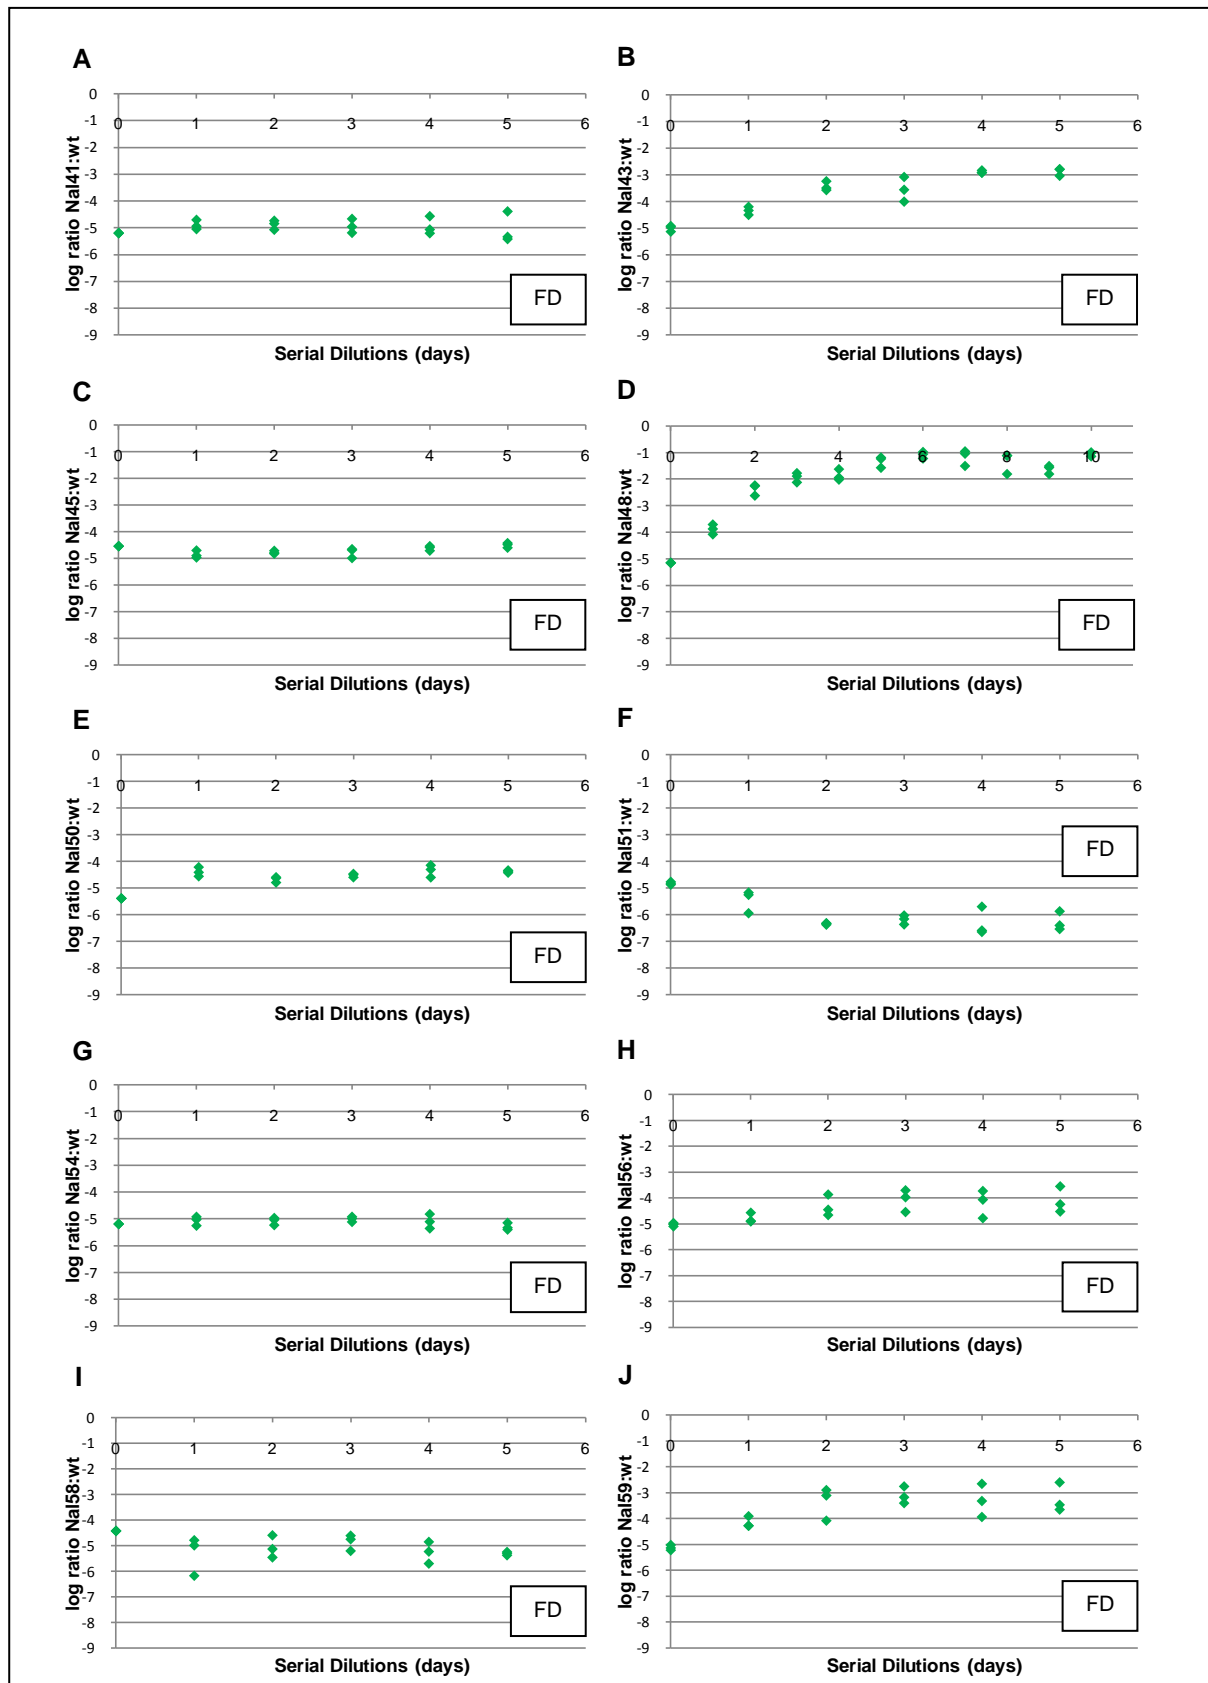 A
0
-1
-2
-3
-4
-5
-6
-7
-8
-9
0 1 2 3 4 5 6
log ratio Nal41:wt
FD
Serial Dilutions (days)
B
0
-1
-2
-3
-4
-5
-6
-7
-8
-9
0 1 2 3 4 5 6
log ratio Nal43:wt
FD
Serial Dilutions (days)
C
0
-1
-2
-3
-4
-5
-6
-7
-8
-9
0 1 2 3 4 5 6
log ratio Nal45:wt
FD
Serial Dilutions (days)
D
0
-1
-2
-3
-4
-5
-6
-7
-8
-9
0 2 4 6 8 10
log ratio Nal48:wt
FD
Serial Dilutions (days)
E
0
-1
-2
-3
-4
-5
-6
-7
-8
-9
0 1 2 3 4 5 6
log ratio Nal50:wt
FD
Serial Dilutions (days)
F
0
-1
-2
-3
-4
-5
-6
-7
-8
-9
0 1 2 3 4 5 6
log ratio Nal51:wt
FD
Serial Dilutions (days)
G
0
-1
-2
-3
-4
-5
-6
-7
-8
-9
0 1 2 3 4 5 6
log ratio Nal54:wt
FD
Serial Dilutions (days)
H
0
-1
-2
-3
-4
-5
-6
-7
-8
-9
0 1 2 3 4 5 6
log ratio Nal56:wt
FD
Serial Dilutions (days)
I
0
-1
-2
-3
-4
-5
-6
-7
-8
-9
0 1 2 3 4 5 6
log ratio Nal58:wt
FD
Serial Dilutions (days)
J
0
-1
-2
-3
-4
-5
-6
-7
-8
-9
0 1 2 3 4 5 6
log ratio Nal59:wt
FD
Serial Dilutions (days)